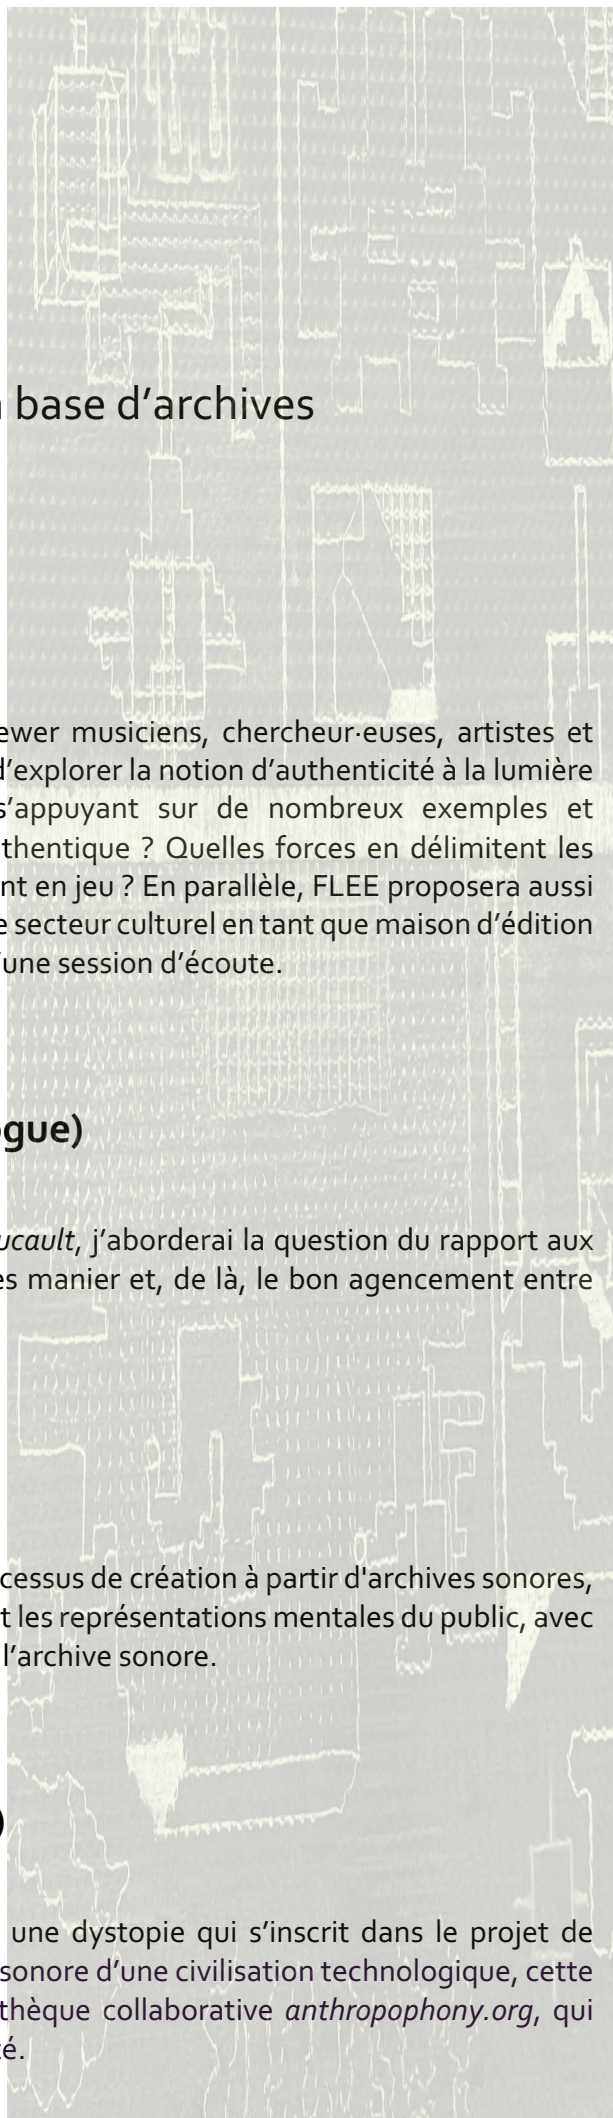 base d'archives
ewer musiciens, chercheur·euses, artistes et
d'explorer la notion d'authenticité à la lumière
s'appuyant sur de nombreux exemples et
thentique ? Quelles forces en délimitent les
nt en jeu ? En parallèle, FLEE proposera aussi
e secteur culturel en tant que maison d'édition
'une session d'écoute.
ogue)
ucault, j'aborderai la question du rapport aux
es manier et, de là, le bon agencement entre
cessus de création à partir d'archives sonores,
t les représentations mentales du public, avec
l'archive sonore.
)
une dystopie qui s'inscrit dans le projet de
sonore d'une civilisation technologique, cette
thèque collaborative anthropophony.org, qui
té.